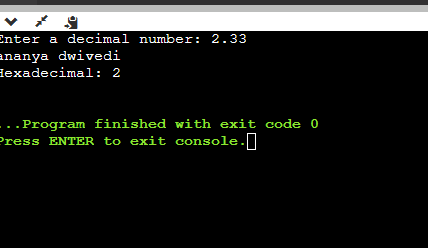 Enter a decimal number: 2.33
ananya dwivedi
Hexadecimal: 2
...Program finished with exit code 0
Press ENTER to exit console.